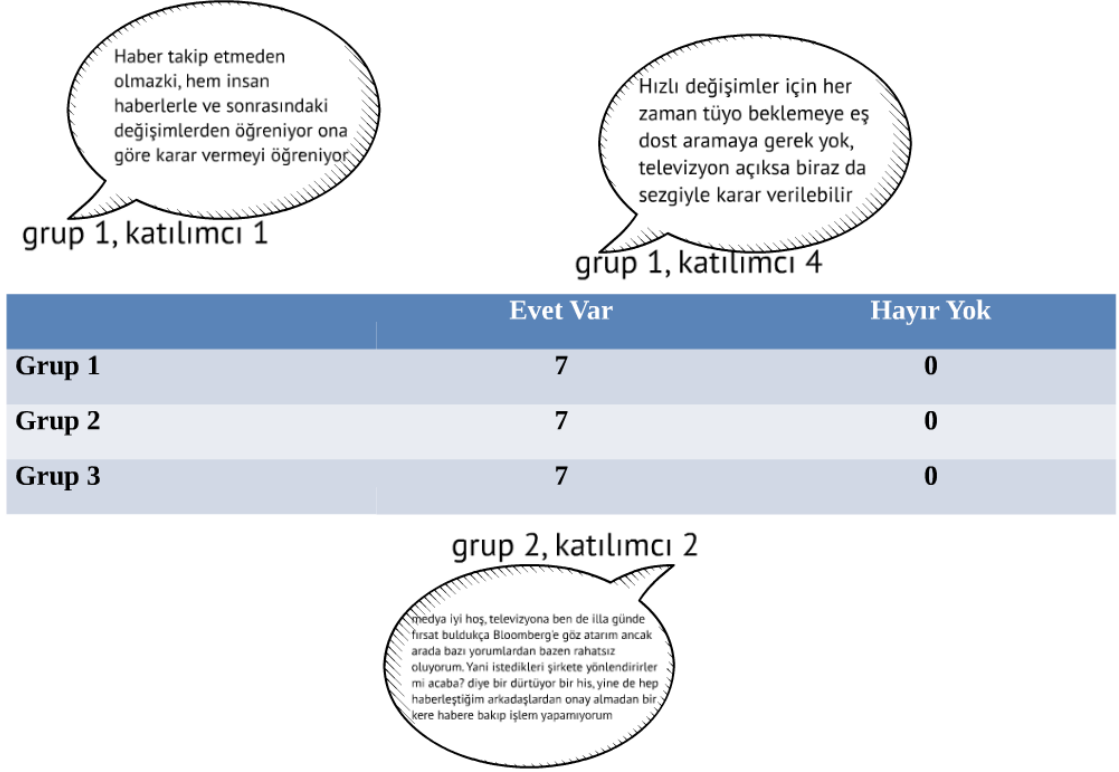 Haber takip etmeden
olmazki, hem insan
haberlerle ve sonrasındaki
değişimlerden öğreniyor ona
göre karar vermeyi öğreniyor
grup 1, katılımcı 1
Hızlı değişimler için her
zaman tüyo beklemeye eş
dost aramaya gerek yok,
televizyon açıksa biraz da
sezgiyle karar verilebilir
grup 1, katılımcı 4
Evet Var Hayır Yok
Grup 1 7 0
Grup 2 7 0
Grup 3 7 0
grup 2, katılımcı 2
medya iyi hoş, televizyona ben de illa günde
fırsat buldukça Bloomberg'e göz atarım ancak
arada bazı yorumlardan bazen rahatsız
oluyorum. Yani istedikleri şirkete yönlendirirler
mi acaba? diye bir dürtüyor bir his, yine de hep
haberleştiğim arkadaşlardan onay almadan bir
kere habere bakıp işlem yapamıyorum